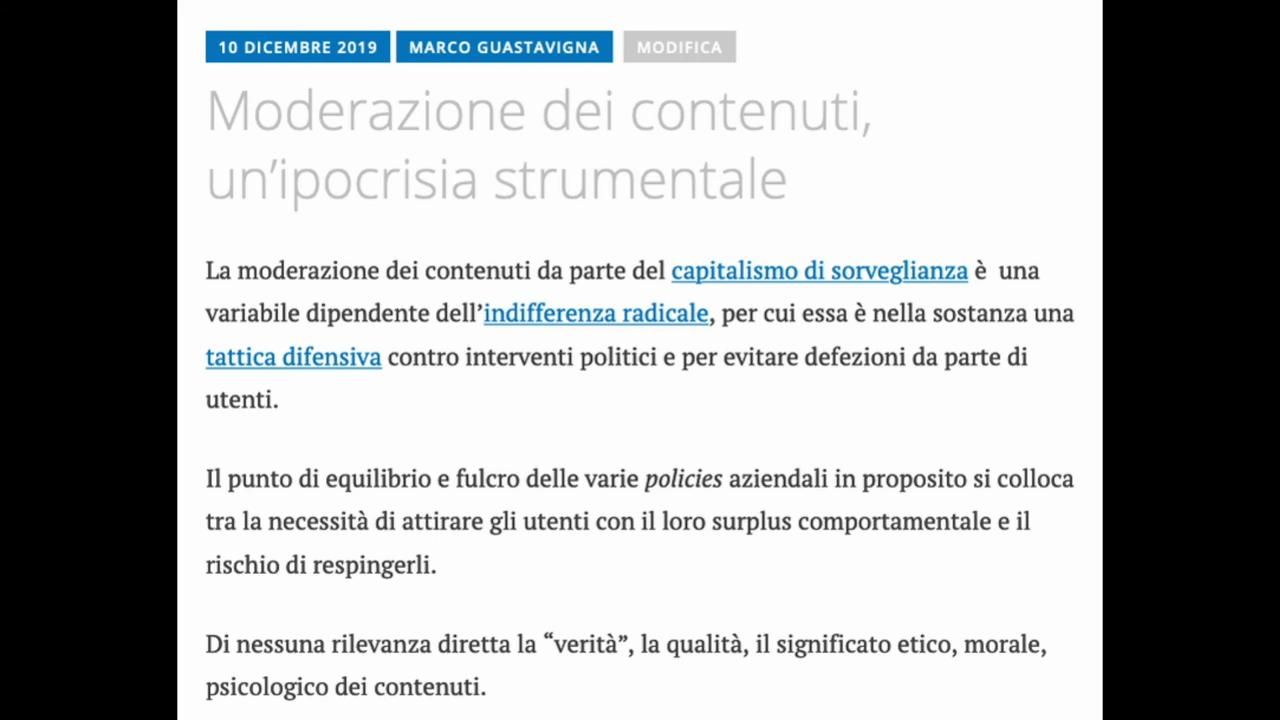 10 DICEMBRE 2019 MARCO GUASTAVIGNA MODIFICA
Moderazione dei contenuti,
un’ipocrisia strumentale
La moderazione dei contenuti da parte del capitalismo di sorveglianza è una
variabile dipendente dell’indifferenza radicale, per cui essa è nella sostanza una
tattica difensiva contro interventi politici e per evitare defezioni da parte di
utenti.
Il punto di equilibrio e fulcro delle varie policies aziendali in proposito si colloca
tra la necessità di attirare gli utenti con il loro surplus comportamentale e il
rischio di respingerli.
Di nessuna rilevanza diretta la “verità”, la qualità, il significato etico, morale,
psicologico dei contenuti.